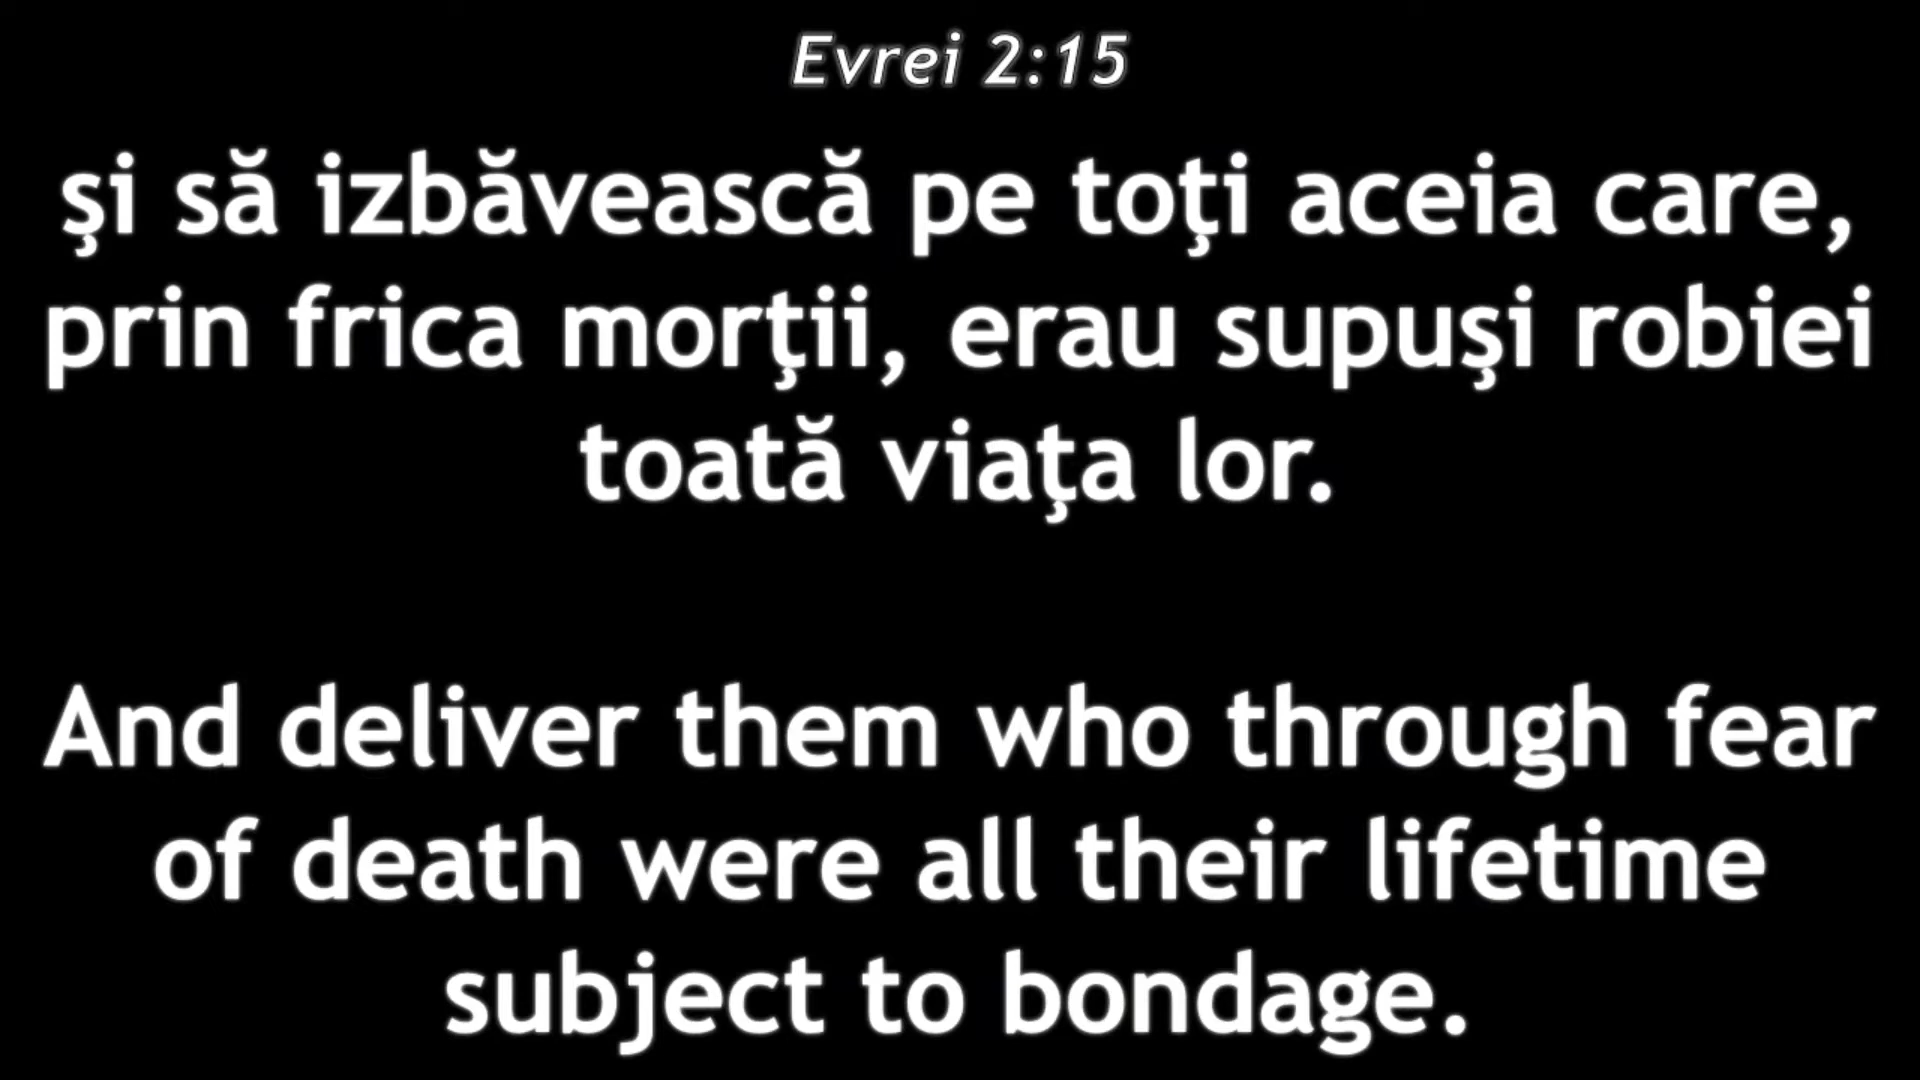 Evrei 2:15
şi să izbăvească pe toţi aceia care,
prin frica morţii, erau supuşi robiei
toată viaţa lor.
And deliver them who through fear
of death were all their lifetime
subject to bondage.